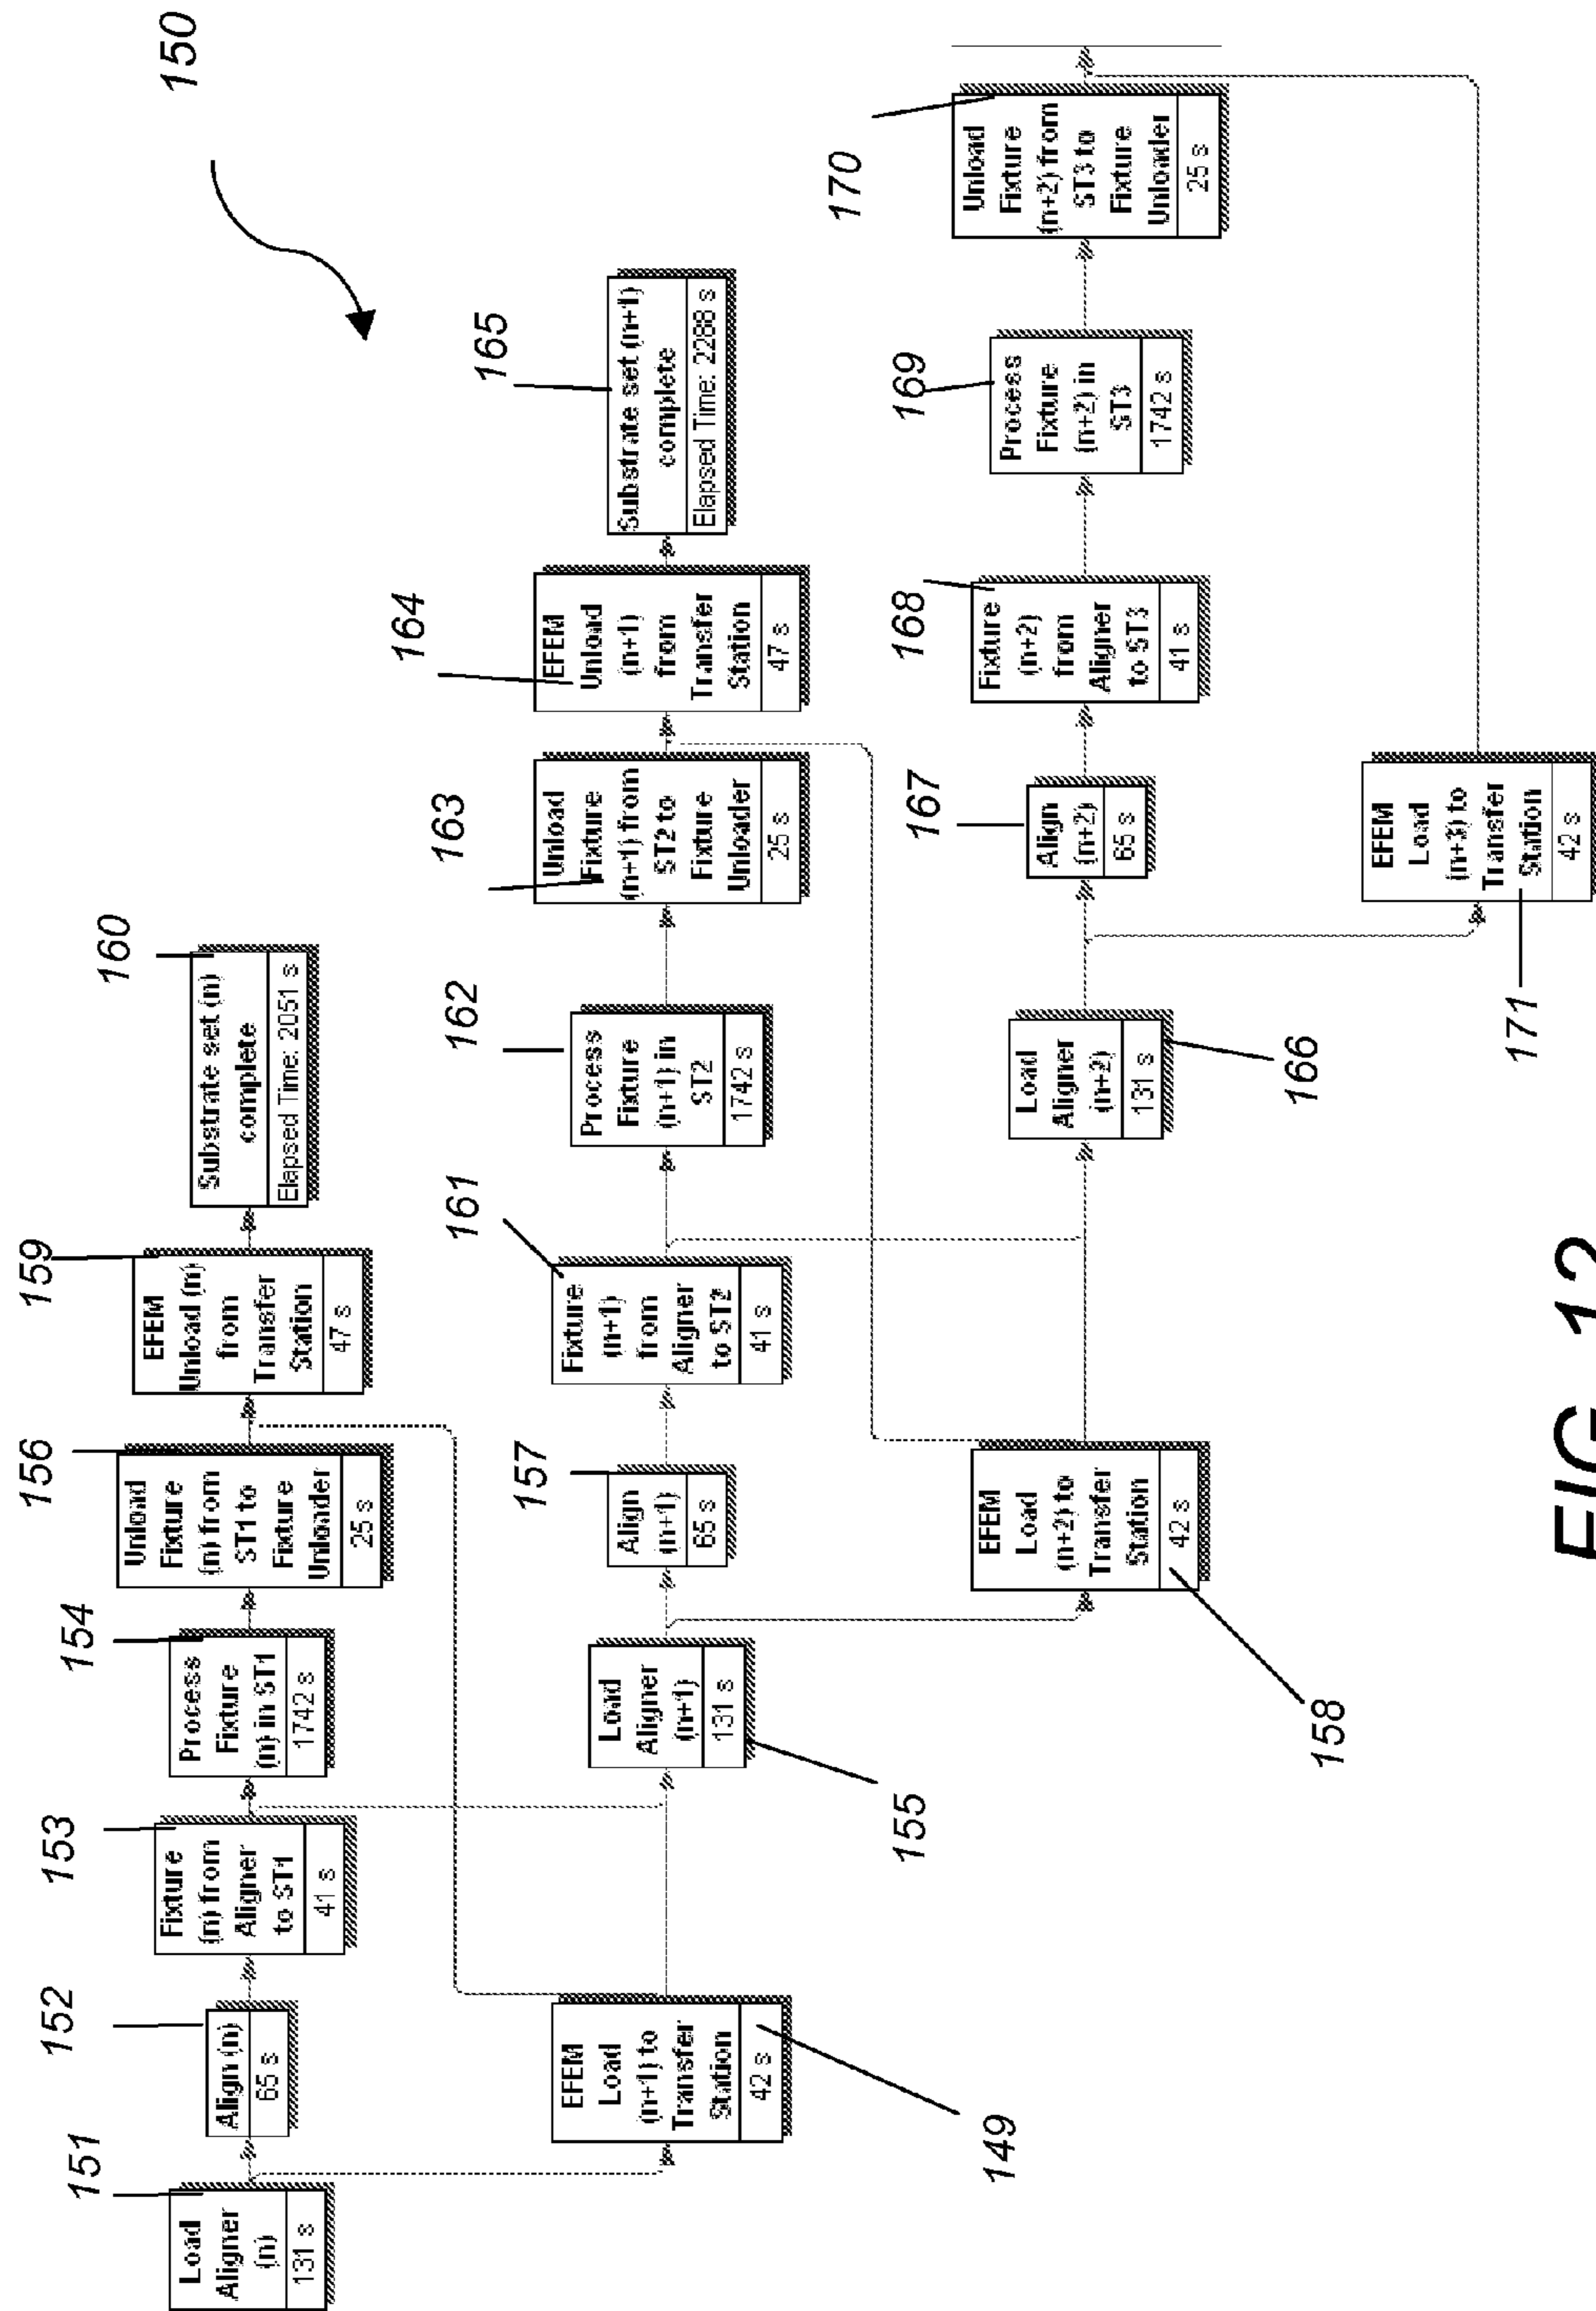 150
151
Load
Aligner
(n)
131 s
152
Align (n)
65 s
153
Fixture
(n) from
Aligner
to ST1
41 s
154
Process
Fixture
(n) in ST1
1742 s
156
Unload
Fixture
(n) from
ST1 to
Fixture
Unloader
25 s
159
EFEM
Unload (n)
from
Transfer
Station
47 s
160
Substrate set (n)
complete
Elapsed Time: 2051 s
EFEM
Load
(n+1) to
Transfer
Station
42 s
149
Load
Aligner
(n+1)
131 s
155
157
Align
(n+1)
65 s
161
Fixture
(n+1)
from
Aligner
to ST2
41 s
162
Process
Fixture
(n+1) in
ST2
1742 s
163
Unload
Fixture
(n+1) from
ST2 to
Fixture
Unloader
25 s
164
EFEM
Unload
(n+1)
from
Transfer
Station
47 s
165
Substrate set (n+1)
complete
Elapsed Time: 2288 s
EFEM
Load
(n+2) to
Transfer
Station
42 s
158
Load
Aligner
(n+2)
131 s
166
167
Align
(n+2)
65 s
168
Fixture
(n+2)
from
Aligner
to ST3
41 s
169
Process
Fixture
(n+2) in
ST3
1742 s
170
Unload
Fixture
(n+2) from
ST3 to
Fixture
Unloader
25 s
EFEM
Load
(n+3) to
Transfer
Station
42 s
171
FIG. 12